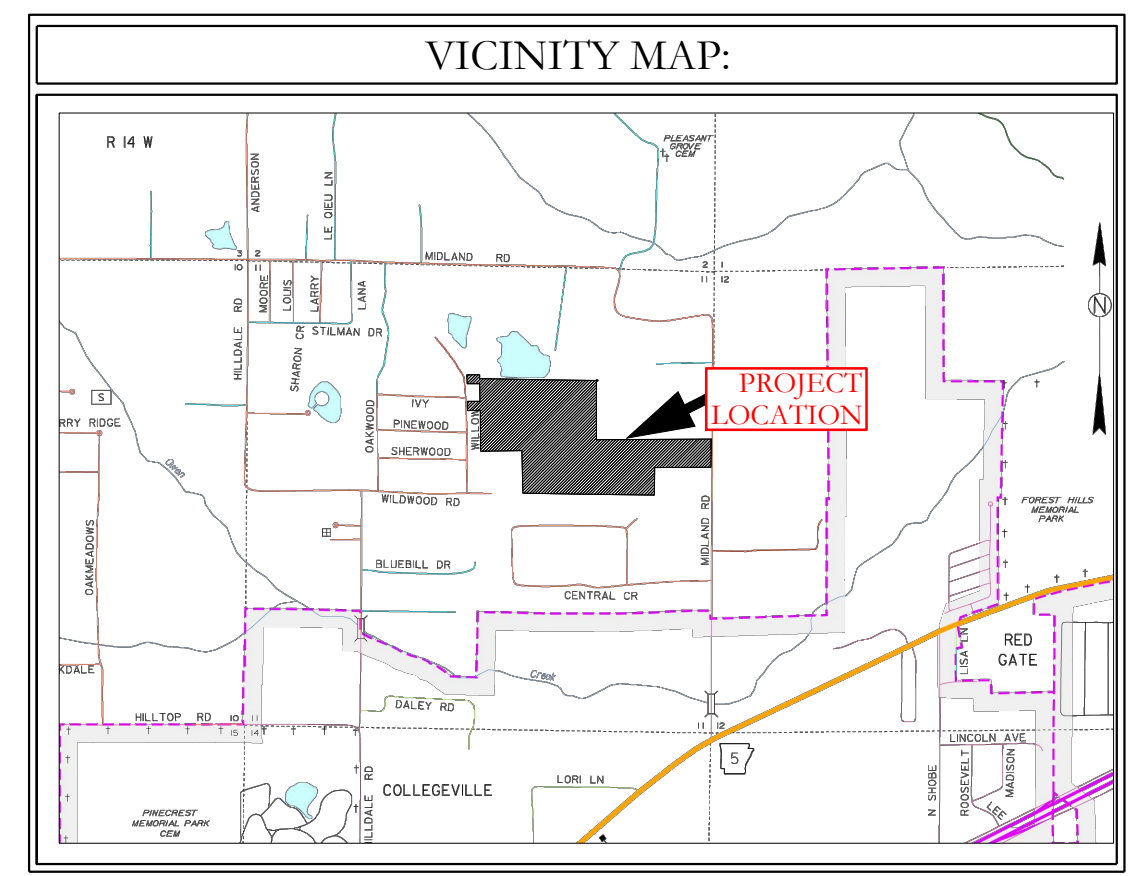 VICINITY MAP:
R 14 W
ANDERSON
LE QIEU LN
PLEASANT
GROVE
CEM
MIDLAND RD
3 2
10 11
2 1
11 12
MOORE
LOUIS
LARRY
LANA
STILMAN DR
HILLDALE RD
SHARON CR
N
S
RRY RIDGE
IVY
PINEWOOD
SHERWOOD
OAKWOOD
WILLOW
PROJECT
LOCATION
Owen
WILDWOOD RD
MIDLAND RD
FOREST HILLS
MEMORIAL
PARK
OAKMEADOWS
BLUEBILL DR
CENTRAL CR
LISA LN
RED
GATE
KDALE
Creek
DALEY RD
HILLTOP RD
10 11
15 14
11 12
LINCOLN AVE
5
LORI LN
COLLEGEVILLE
ILLDALE RD
N SHOBE
ROOSEVELT
MADISON
LEE
PINECREST
MEMORIAL PARK
CEM